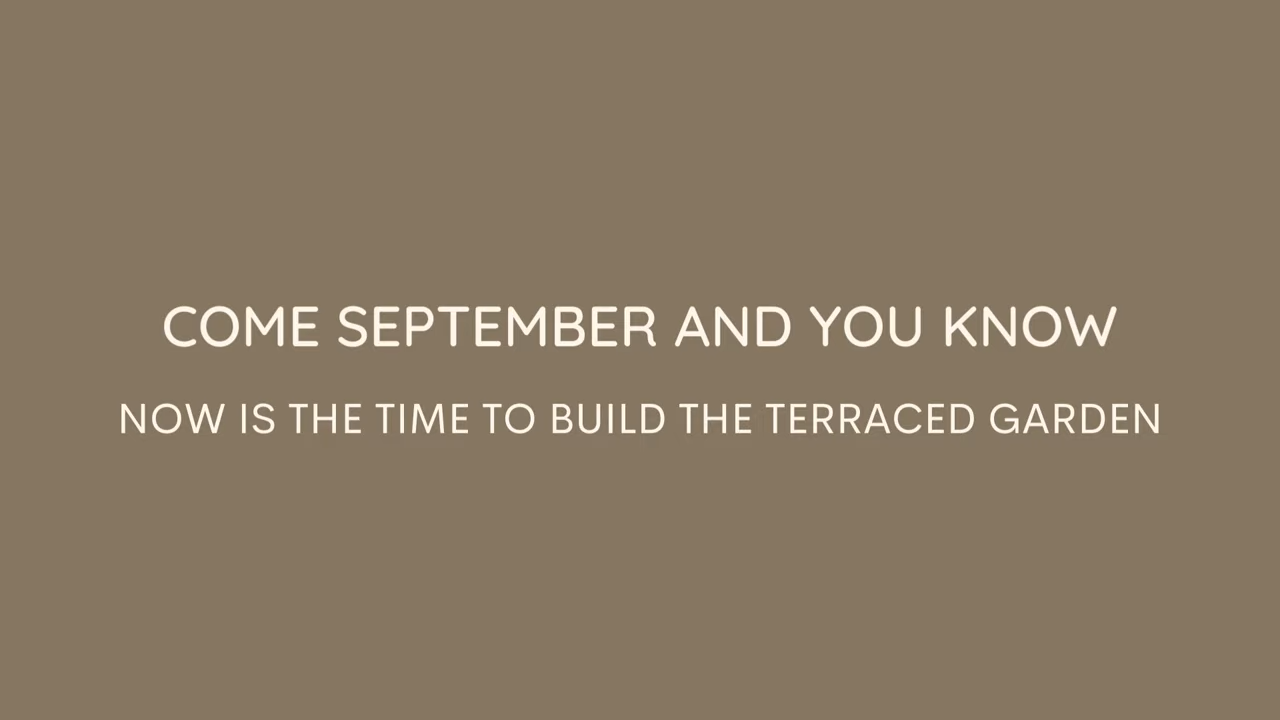 COME SEPTEMBER AND YOU KNOW
NOW IS THE TIME TO BUILD THE TERRACED GARDEN